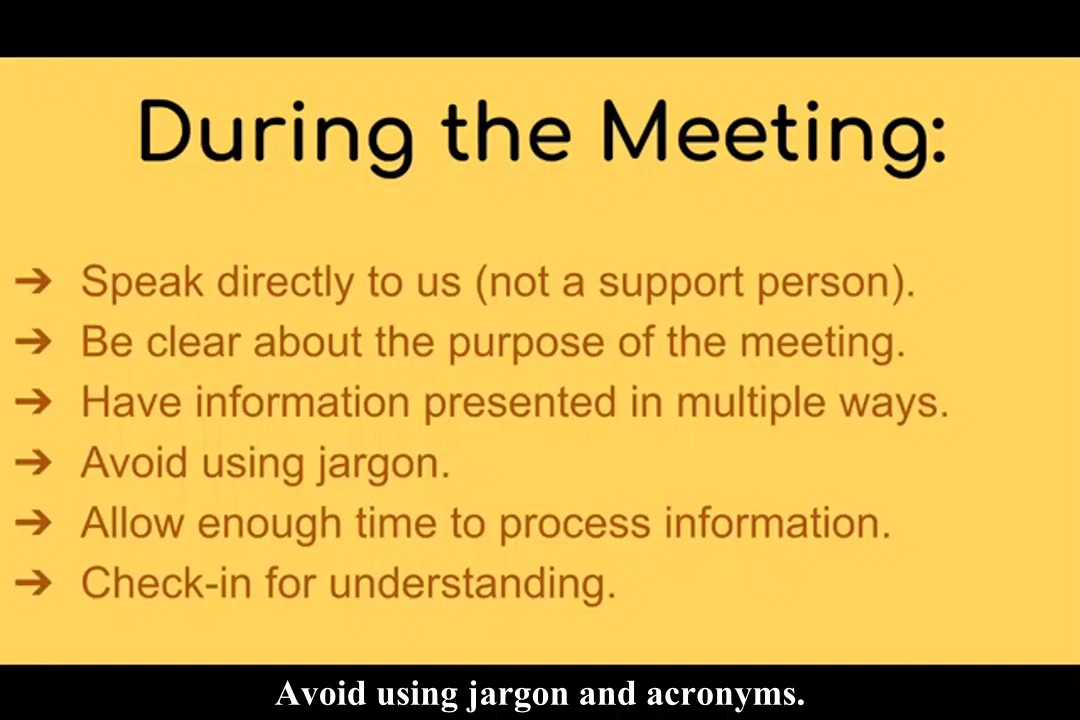 During the Meeting:
➔ Speak directly to us (not a support person).
➔ Be clear about the purpose of the meeting.
➔ Have information presented in multiple ways.
➔ Avoid using jargon.
➔ Allow enough time to process information.
➔ Check-in for understanding.
Avoid using jargon and acronyms.